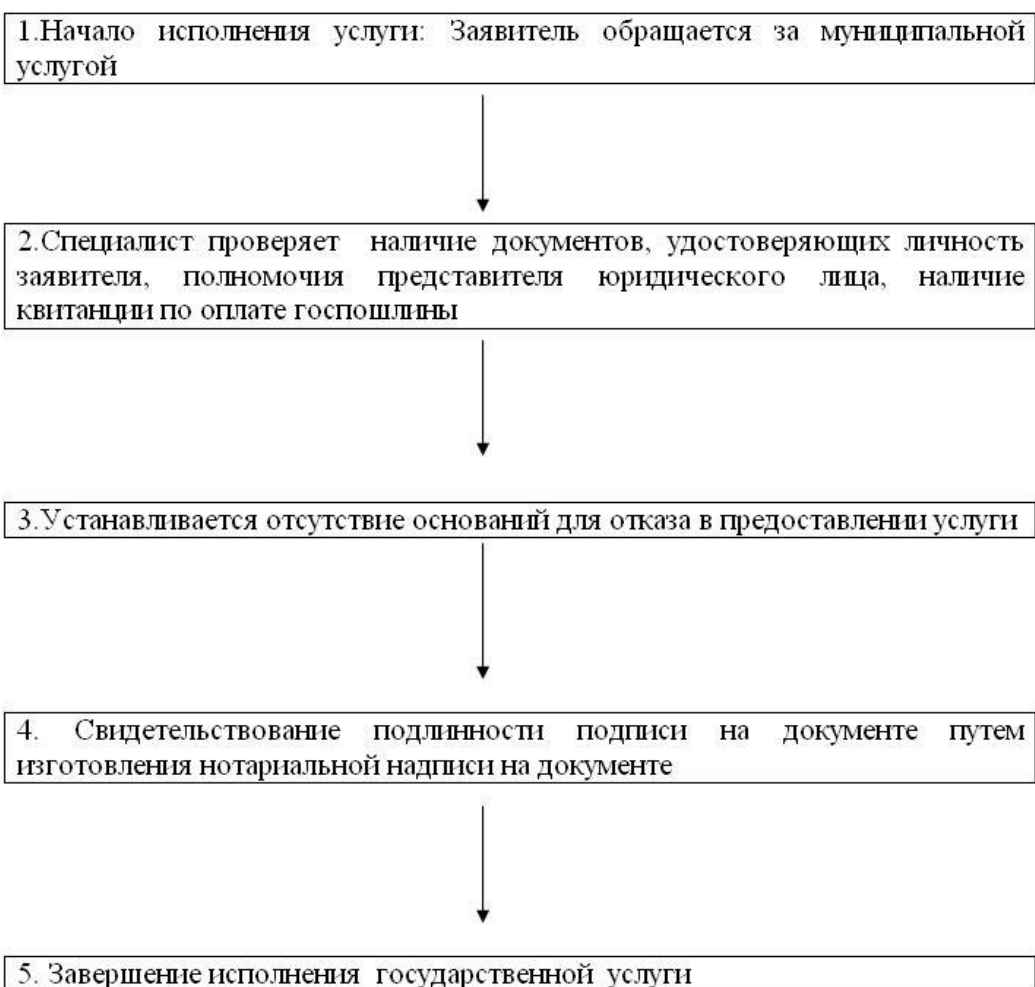 1.Начало исполнения услуги: Заявитель обращается за муниципальной
услугой
2.Специалист проверяет наличие документов, удостоверяющих личность
заявителя, полномочия представителя юридического лица, наличие
квитанции по оплате госпошлины
3.Устанавливается отсутствие оснований для отказа в предоставлении услуги
4. Свидетельствование подлинности подписи на документе путем
изготовления нотариальной надписи на документе
5. Завершение исполнения государственной услуги